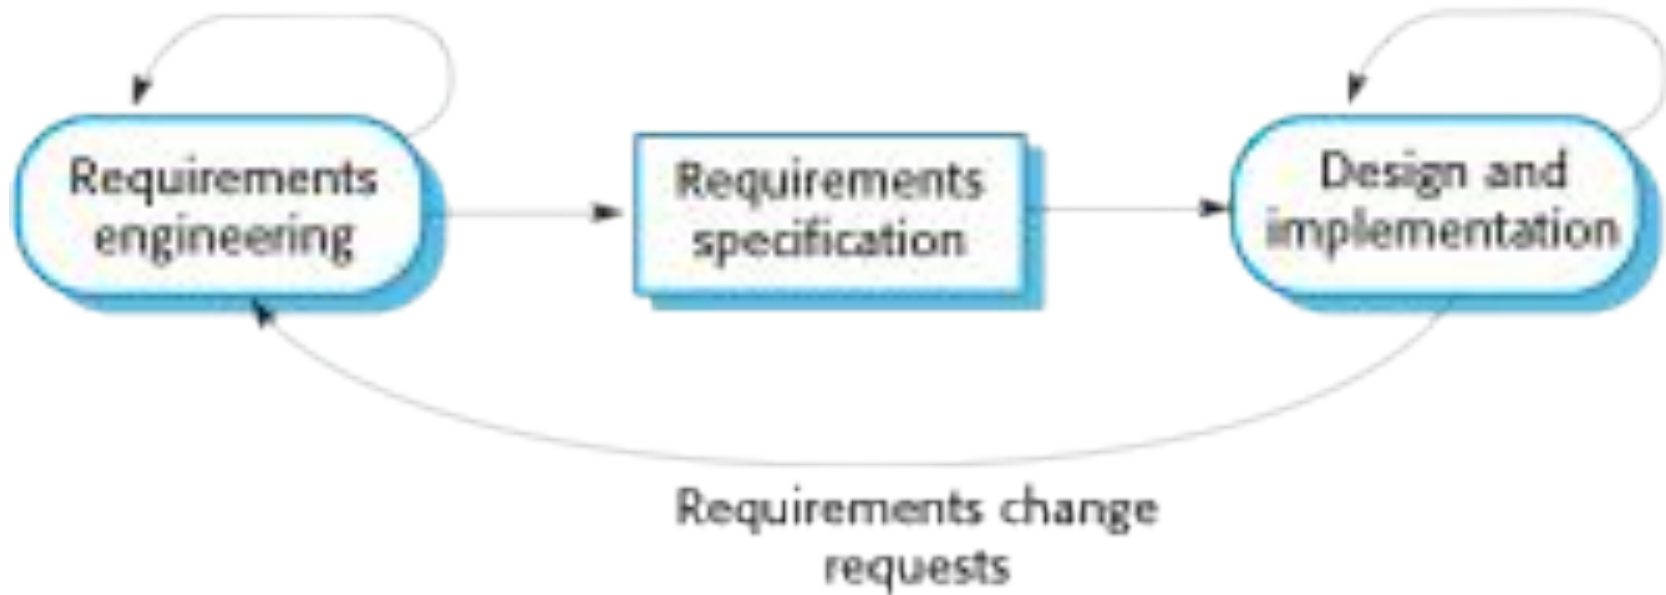 Requirements
engineering
Requirements
specification
Design and
implementation
Requirements change
requests